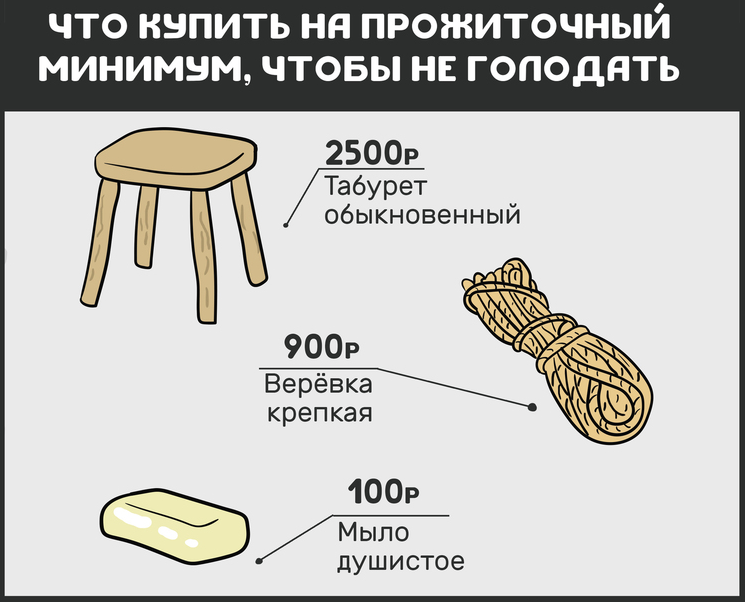 ЧТО КУПИТЬ НА ПРОЖИТОЧНЫЙ
МИНИМУМ, ЧТОБЫ НЕ ГОЛОДАТЬ
2500Р
Табурет
обыкновенный
900Р
Верёвка
крепкая
100Р
Мыло
душистое